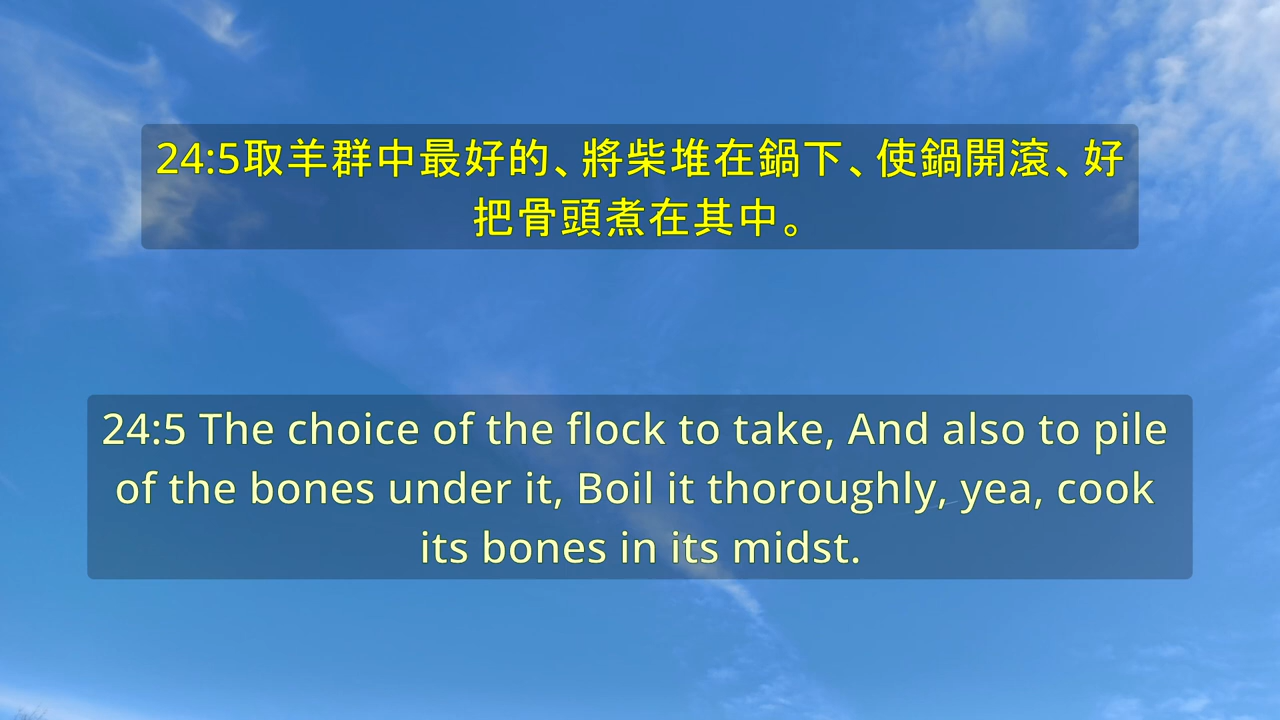 24:5取羊群中最好的、將柴堆在鍋下、使鍋開滾、好
把骨頭煮在其中。
24:5 The choice of the flock to take, And also to pile
of the bones under it, Boil it thoroughly, yea, cook
its bones in its midst.